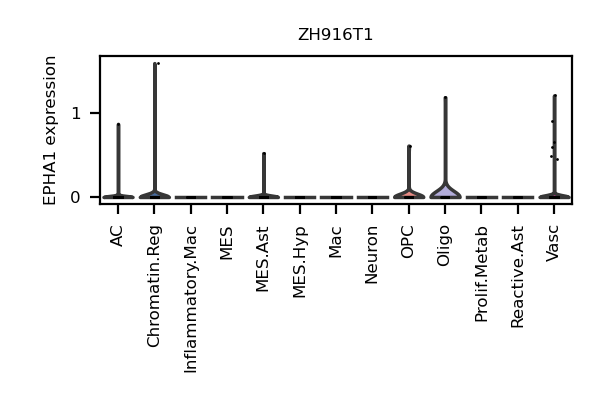 ZH916T1
EPHA1 expression
1
0
AC
Chromatin.Reg
Inflammatory.Mac
MES
MES.Ast
MES.Hyp
Mac
Neuron
OPC
Oligo
Prolif.Metab
Reactive.Ast
Vasc